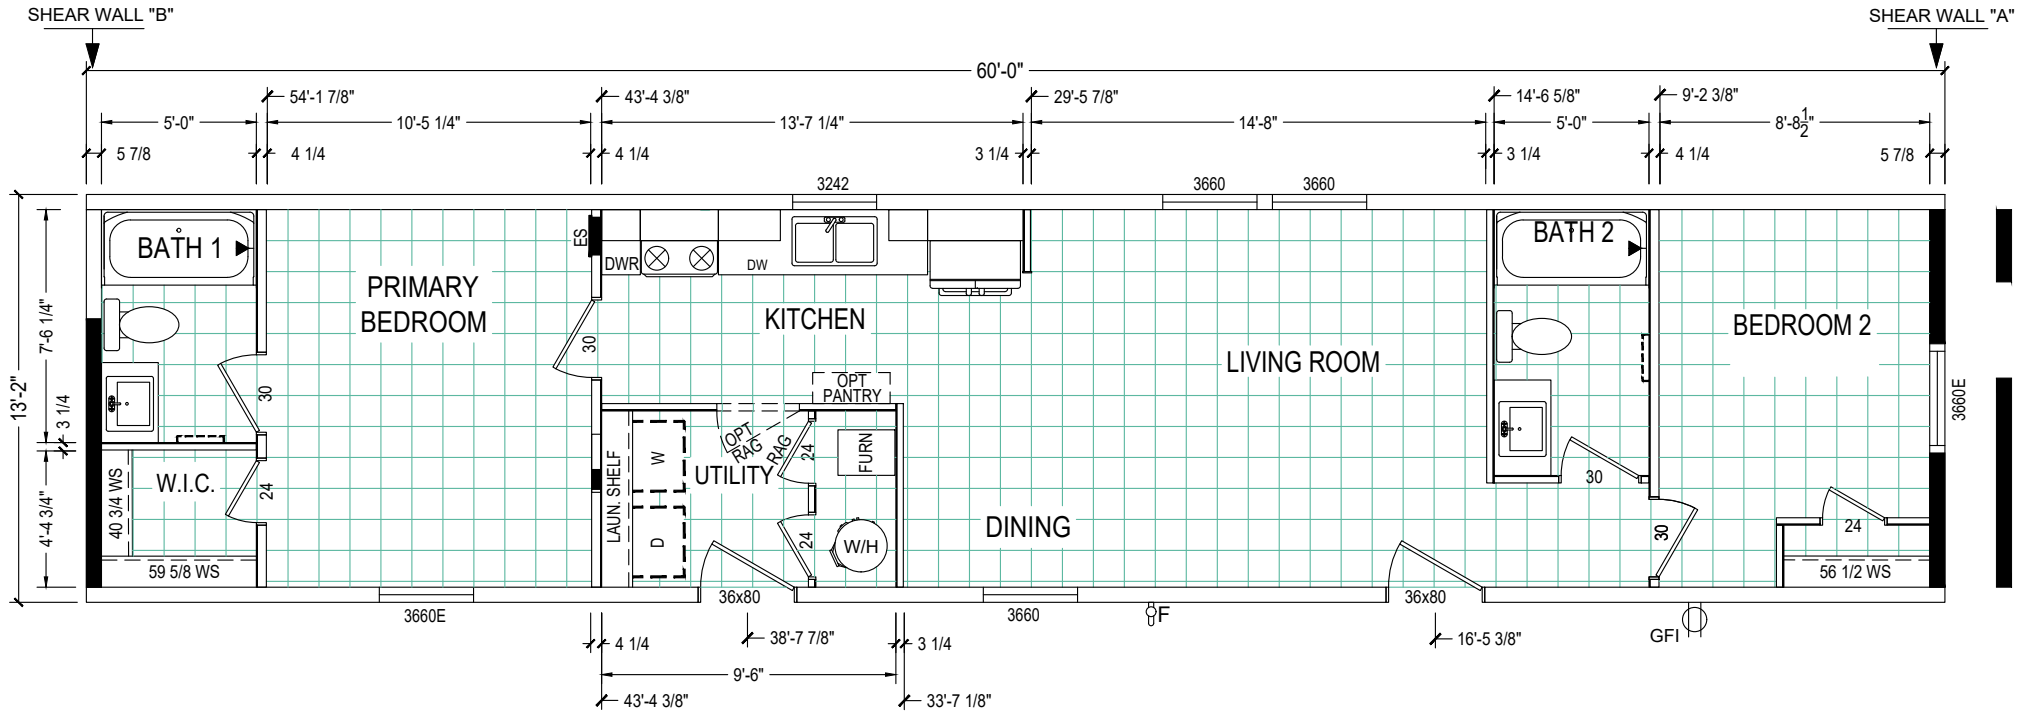 SHEAR WALL "B"
SHEAR WALL "A"
60'-0"
54'-1 7/8"
43'-4 3/8"
29'-5 7/8"
14'-6 5/8"
9'-2 3/8"
5'-0"
10'-5 1/4"
13'-7 1/4"
14'-8"
5'-0"
8'-8 1/2"
5 7/8
4 1/4
4 1/4
3 1/4
3 1/4
4 1/4
5 7/8
3242
3660
3660
13'-2"
7'-6 1/4"
3 1/4
4'-4 3/4"
BATH 1
30
W.I.C.
24
40 3/4 WS
59 5/8 WS
PRIMARY
BEDROOM
ES
30
DWR
DW
KITCHEN
OPT
PANTRY
OPT
RAG
RAG
24
FURN
UTILITY
LAUN. SHELF
W
D
24
W/H
LIVING ROOM
DINING
BATH 2
30
BEDROOM 2
3660E
30
24
56 1/2 WS
3660E
36x80
3660
F
36x80
GFI
4 1/4
38'-7 7/8"
3 1/4
16'-5 3/8"
9'-6"
43'-4 3/8"
33'-7 1/8"